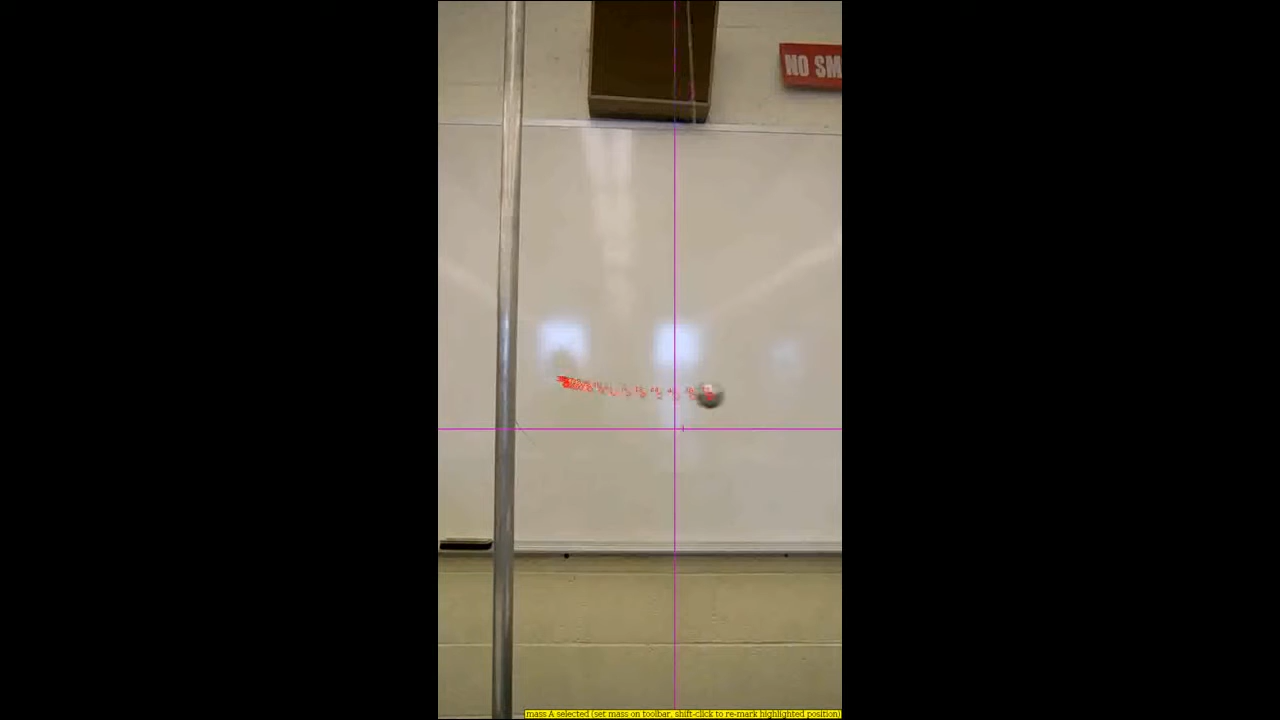 NO SM
mass A selected (set mass on toolbar, shift-click to re-mark highlighted position)